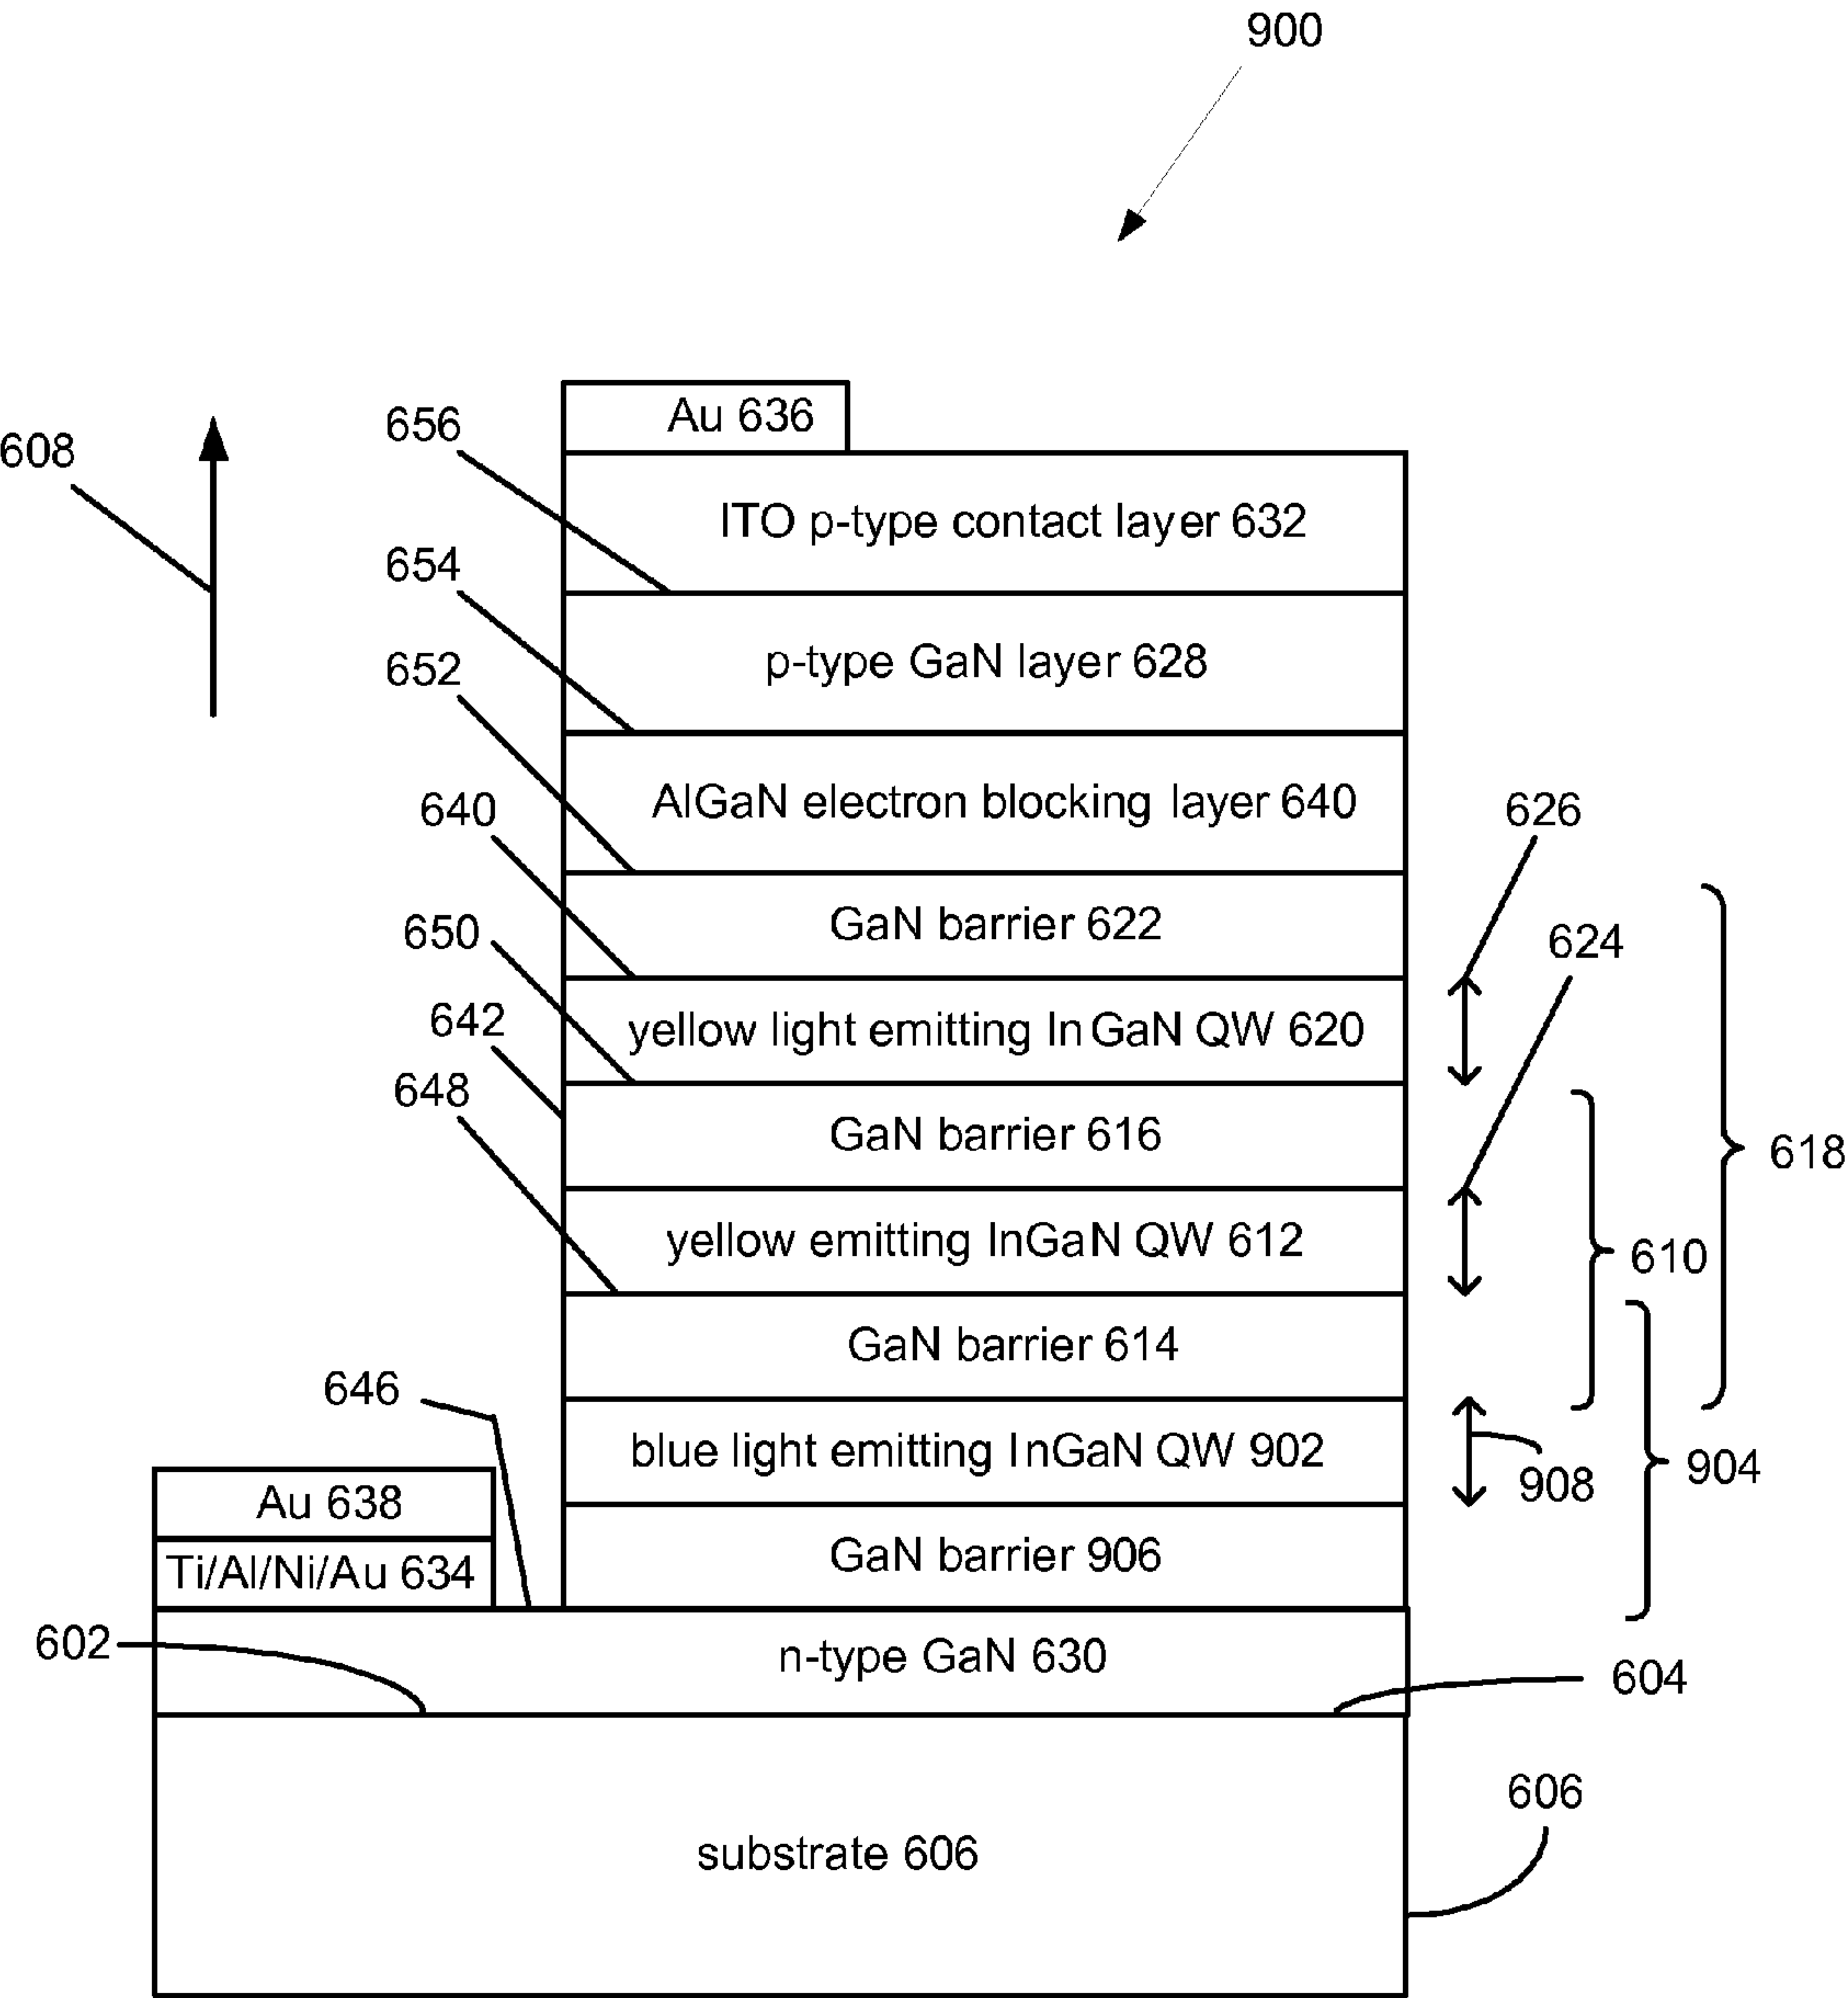 900
Au 636
656
608
ITO p-type contact layer 632
654
p-type GaN layer 628
652
AlGaN electron blocking layer 640
640
626
GaN barrier 622
650
624
yellow light emitting InGaN QW 620
642
648
GaN barrier 616
618
yellow emitting InGaN QW 612
610
GaN barrier 614
646
blue light emitting InGaN QW 902
904
908
Au 638
GaN barrier 906
Ti/Al/Ni/Au 634
602
n-type GaN 630
604
606
substrate 606